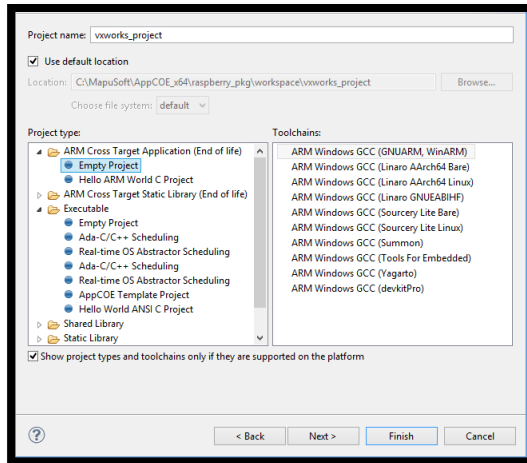 Project name: vxworks_project
Use default location
Location: C:\MapuSoft\AppCOE_x64\raspberry_pkg\workspace\vxworks_project Browse...
Choose file system: default
Project type:
ARM Cross Target Application (End of life)
Empty Project
Hello ARM World C Project
ARM Cross Target Static Library (End of life)
Executable
Empty Project
Ada-C/C++ Scheduling
Real-time OS Abstractor Scheduling
Ada-C/C++ Scheduling
Real-time OS Abstractor Scheduling
AppCOE Template Project
Hello World ANSI C Project
Shared Library
Static Library
Toolchains:
ARM Windows GCC (GNUARM, WinARM)
ARM Windows GCC (Linaro AArch64 Bare)
ARM Windows GCC (Linaro AArch64 Linux)
ARM Windows GCC (Linaro GNUEABIHF)
ARM Windows GCC (Sourcery Lite Bare)
ARM Windows GCC (Sourcery Lite Linux)
ARM Windows GCC (Summon)
ARM Windows GCC (Tools For Embedded)
ARM Windows GCC (Yagarto)
ARM Windows GCC (devkitPro)
Show project types and toolchains only if they are supported on the platform
? < Back Next > Finish Cancel